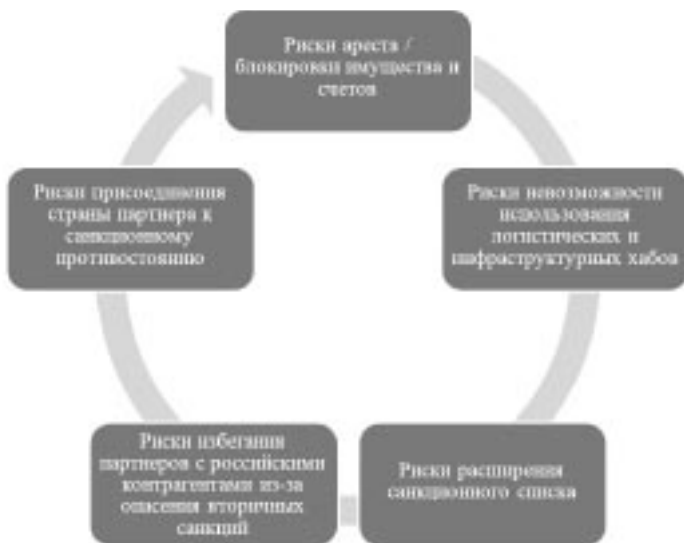 Риски ареста /
блокировки имущества и
счетов
Риски невозможности
использования
логистических и
инфраструктурных хабов
Риски расширения
санкционного списка
Риски избегания
партнеров с российскими
контрагентами из-за
опасения вторичных
санкций
Риски присоединения
страны партнера к
санкционному
противостоянию